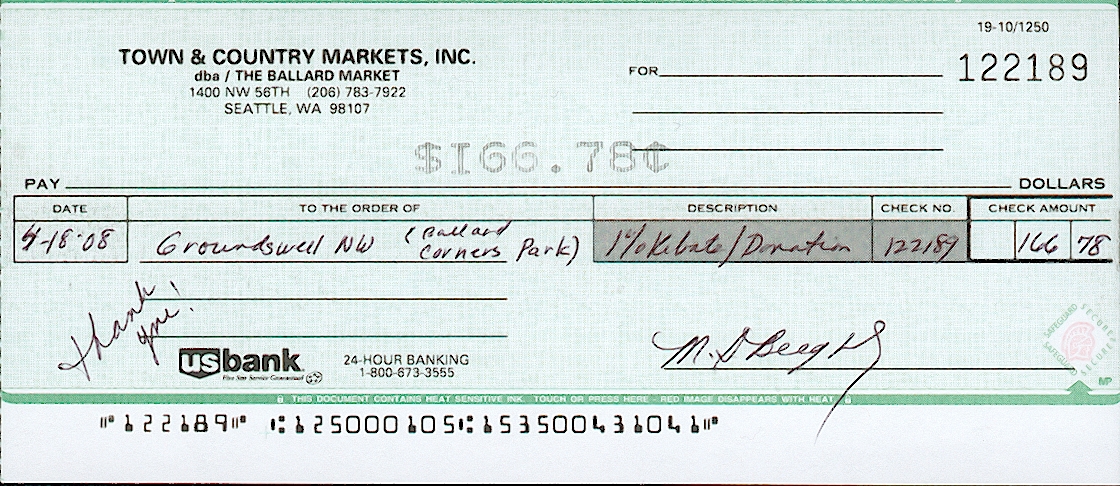 19-10/1250
TOWN & COUNTRY MARKETS, INC.
dba / THE BALLARD MARKET
1400 NW 56TH (206) 783-7922
SEATTLE, WA 98107
FOR
122189
$166.78¢
PAY DOLLARS
DATE TO THE ORDER OF DESCRIPTION CHECK NO. CHECK AMOUNT
4-18-08 Groundswell NW (Ballard Corners Park) 1% Rebate/Donation 122189 166 78
Thank you!
usbank
Five Star Service Guaranteed
24-HOUR BANKING
1-800-673-3555
SAFEGUARD SECURE
MP
THIS DOCUMENT CONTAINS HEAT SENSITIVE INK. TOUCH OR PRESS HERE - RED IMAGE DISAPPEARS WITH HEAT
⑈122189⑈ ⑆125000105⑆153500431041⑈